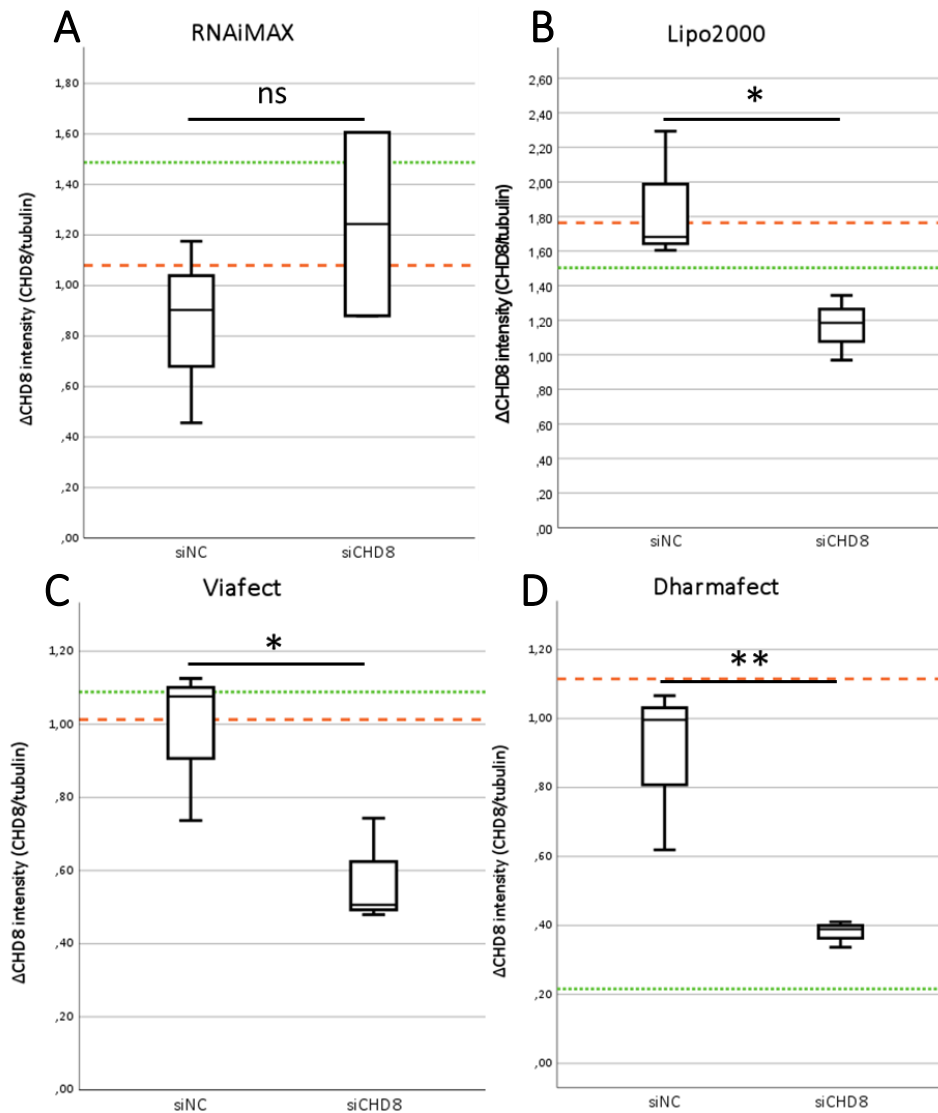 A
RNAiMAX
ΔCHD8 intensity (CHD8/tubulin)
1,80
1,60
1,40
1,20
1,00
,80
,60
,40
,20
,00
ns
siNC
siCHD8
B
Lipo2000
ΔCHD8 intensity (CHD8/tubulin)
2,60
2,40
2,20
2,00
1,80
1,60
1,40
1,20
1,00
,80
,60
,40
,20
,00
*
siNC
siCHD8
C
Viafect
ΔCHD8 intensity (CHD8/tubulin)
1,20
1,00
,80
,60
,40
,20
,00
*
siNC
siCHD8
D
Dharmafect
ΔCHD8 intensity (CHD8/tubulin)
1,20
1,00
,80
,60
,40
,20
,00
**
siNC
siCHD8